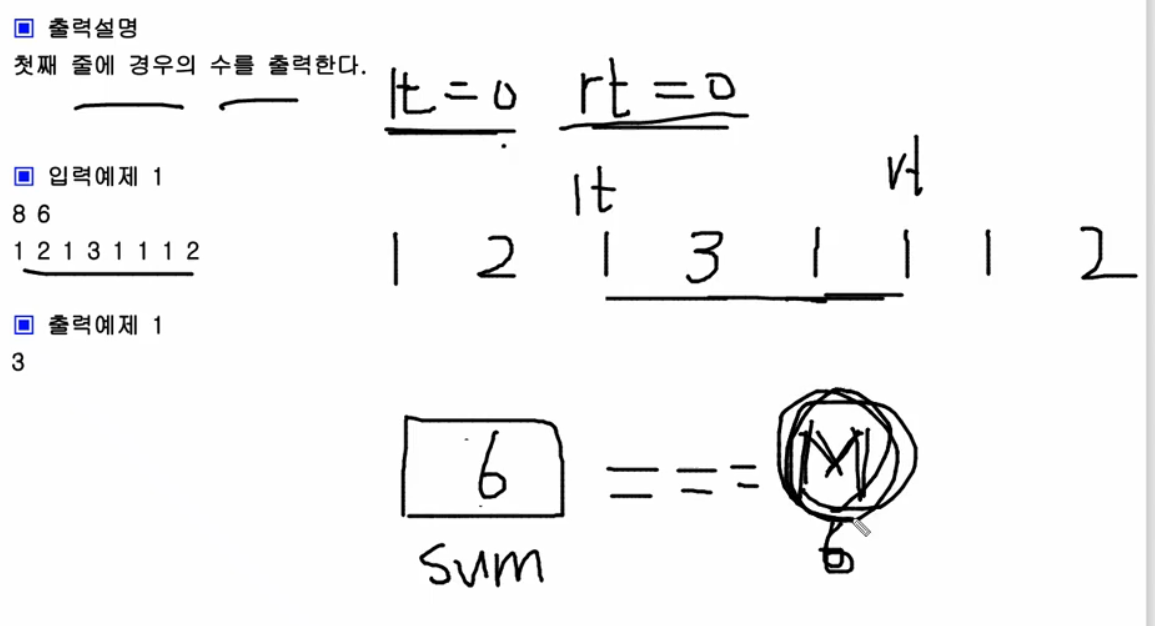 ▣ 출력설명
첫째 줄에 경우의 수를 출력한다.
lt = 0 rt = 0
▣ 입력예제 1
8 6
1 2 1 3 1 1 1 2
▣ 출력예제 1
3
lt rt
1 2 1 3 1 1 1 2
6 === M
sum 6